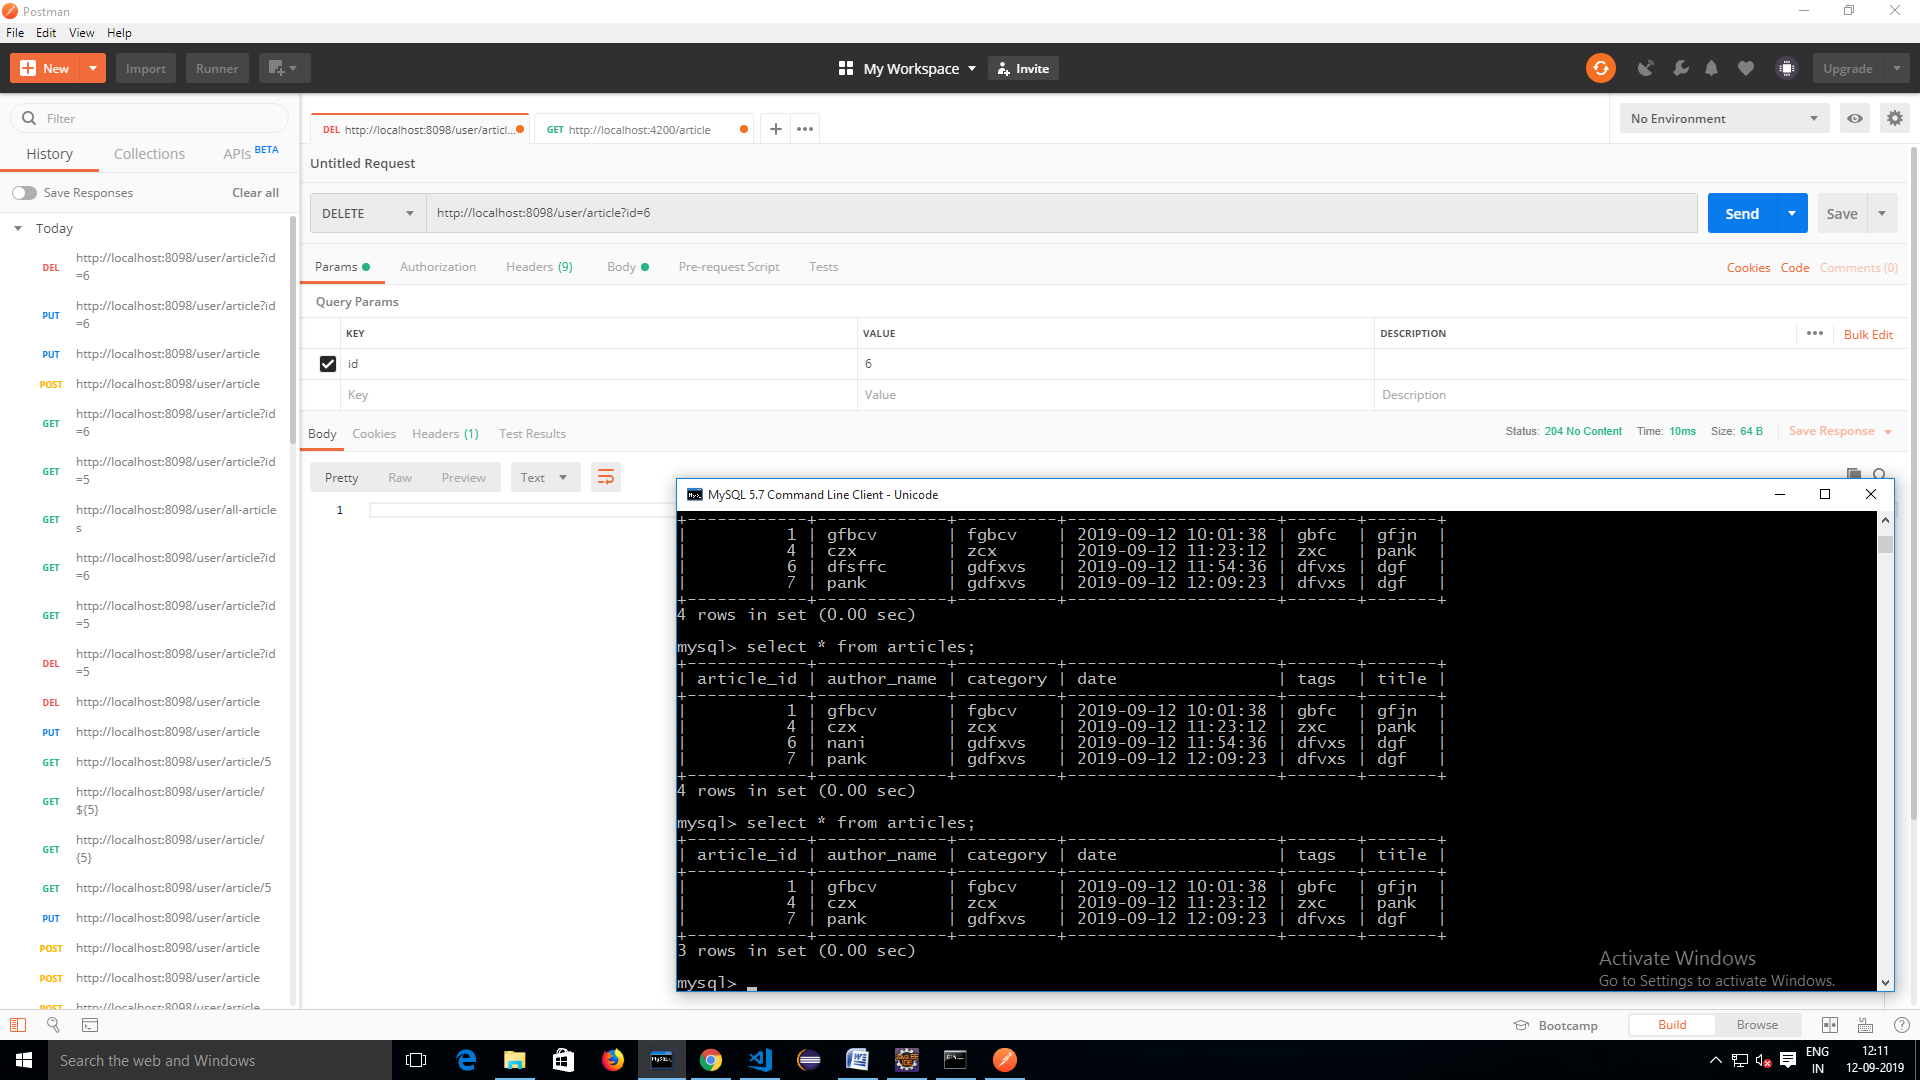 Postman
File Edit View Help
New Import Runner My Workspace Invite Upgrade
Filter
History Collections APIs BETA
Save Responses Clear all
Today
DEL http://localhost:8098/user/article?id
=6
PUT http://localhost:8098/user/article?id
=6
PUT http://localhost:8098/user/article
POST http://localhost:8098/user/article
GET http://localhost:8098/user/article?id
=6
GET http://localhost:8098/user/article?id
=5
GET http://localhost:8098/user/all-article
s
GET http://localhost:8098/user/article?id
=6
GET http://localhost:8098/user/article?id
=5
DEL http://localhost:8098/user/article?id
=5
DEL http://localhost:8098/user/article
PUT http://localhost:8098/user/article
GET http://localhost:8098/user/article/5
GET http://localhost:8098/user/article/
${5}
GET http://localhost:8098/user/article/
{5}
GET http://localhost:8098/user/article/5
PUT http://localhost:8098/user/article
POST http://localhost:8098/user/article
POST http://localhost:8098/user/article
POST http://localhost:8098/user/article
DEL http://localhost:8098/user/articl... GET http://localhost:4200/article + ••• No Environment
Untitled Request
DELETE http://localhost:8098/user/article?id=6 Send Save
Params Authorization Headers (9) Body Pre-request Script Tests Cookies Code Comments (0)
Query Params
KEY VALUE DESCRIPTION ••• Bulk Edit
id 6
Key Value Description
Body Cookies Headers (1) Test Results Status: 204 No Content Time: 10ms Size: 64 B Save Response
Pretty Raw Preview Text
1
MySQL 5.7 Command Line Client - Unicode
+------------+-------------+----------+---------------------+-------+-------+
| 1 | gfbcv | fgbcv | 2019-09-12 10:01:38 | gbfc | gfjn |
| 4 | czx | zcx | 2019-09-12 11:23:12 | zxc | pank |
| 6 | dfsffc | gdfxvs | 2019-09-12 11:54:36 | dfvxs | dgf |
| 7 | pank | gdfxvs | 2019-09-12 12:09:23 | dfvxs | dgf |
+------------+-------------+----------+---------------------+-------+-------+
4 rows in set (0.00 sec)
mysql> select * from articles;
+------------+-------------+----------+---------------------+-------+-------+
| article_id | author_name | category | date | tags | title |
+------------+-------------+----------+---------------------+-------+-------+
| 1 | gfbcv | fgbcv | 2019-09-12 10:01:38 | gbfc | gfjn |
| 4 | czx | zcx | 2019-09-12 11:23:12 | zxc | pank |
| 6 | nani | gdfxvs | 2019-09-12 11:54:36 | dfvxs | dgf |
| 7 | pank | gdfxvs | 2019-09-12 12:09:23 | dfvxs | dgf |
+------------+-------------+----------+---------------------+-------+-------+
4 rows in set (0.00 sec)
mysql> select * from articles;
+------------+-------------+----------+---------------------+-------+-------+
| article_id | author_name | category | date | tags | title |
+------------+-------------+----------+---------------------+-------+-------+
| 1 | gfbcv | fgbcv | 2019-09-12 10:01:38 | gbfc | gfjn |
| 4 | czx | zcx | 2019-09-12 11:23:12 | zxc | pank |
| 7 | pank | gdfxvs | 2019-09-12 12:09:23 | dfvxs | dgf |
+------------+-------------+----------+---------------------+-------+-------+
3 rows in set (0.00 sec)
mysql> _
Activate Windows
Go to Settings to activate Windows.
Bootcamp Build Browse
Search the web and Windows
ENG
IN
12:11
12-09-2019